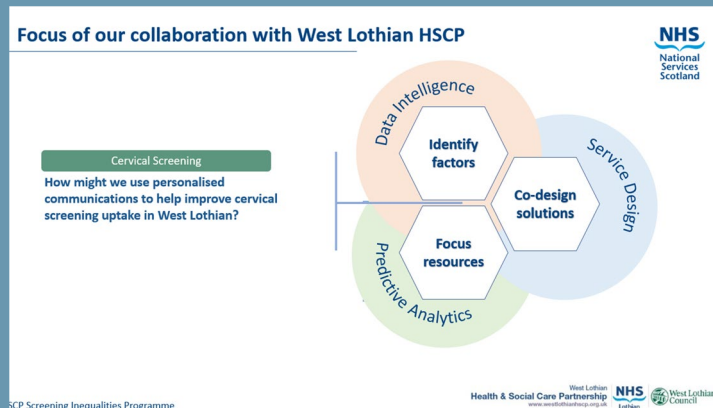 Focus of our collaboration with West Lothian HSCP
NHS
National
Services
Scotland
Cervical Screening
How might we use personalised
communications to help improve cervical
screening uptake in West Lothian?
Data Intelligence
Identify
factors
Service Design
Co-design
solutions
Focus
resources
Predictive Analytics
SCP Screening Inequalities Programme
West Lothian
Health & Social Care Partnership
www.westlothianhscp.org.uk
NHS
Lothian
West Lothian
Council